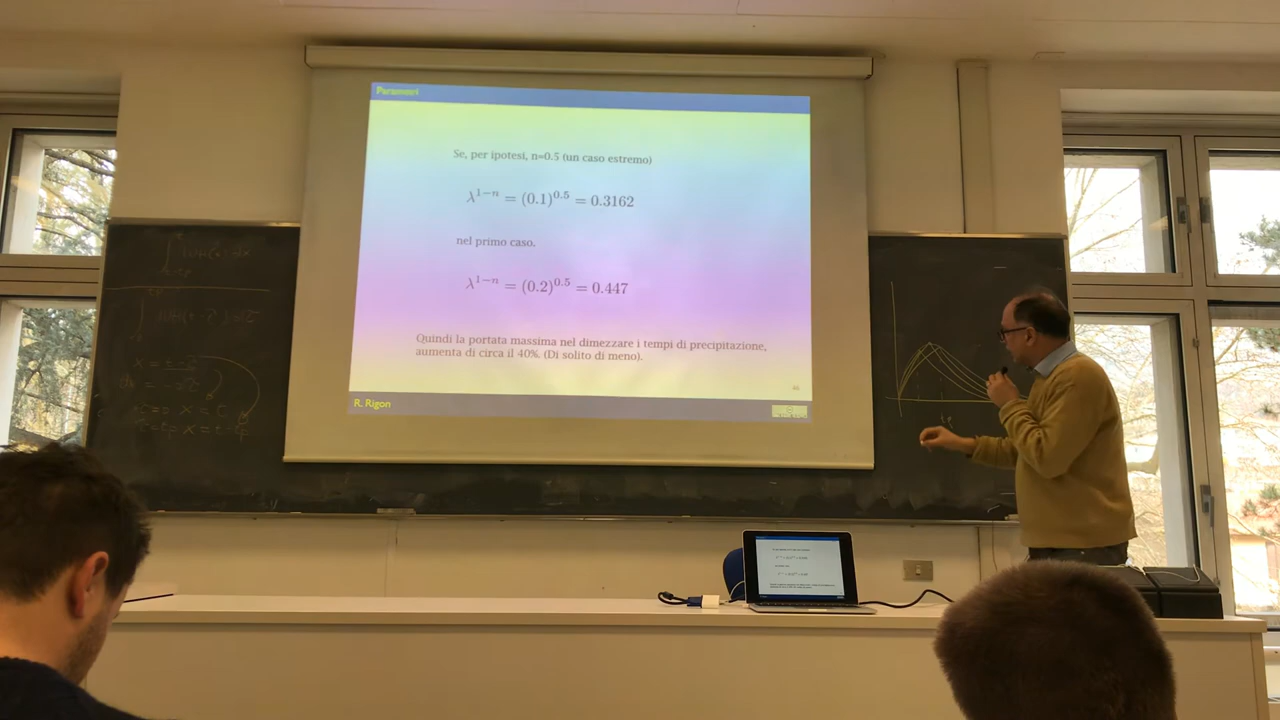 Parametri
Se, per ipotesi, n=0.5 (un caso estremo)
λ^{1−n} = (0.1)^{0.5} = 0.3162
nel primo caso.
λ^{1−n} = (0.2)^{0.5} = 0.447
Quindi la portata massima nel dimezzare i tempi di precipitazione,
aumenta di circa il 40%. (Di solito di meno).
46
R. Rigon